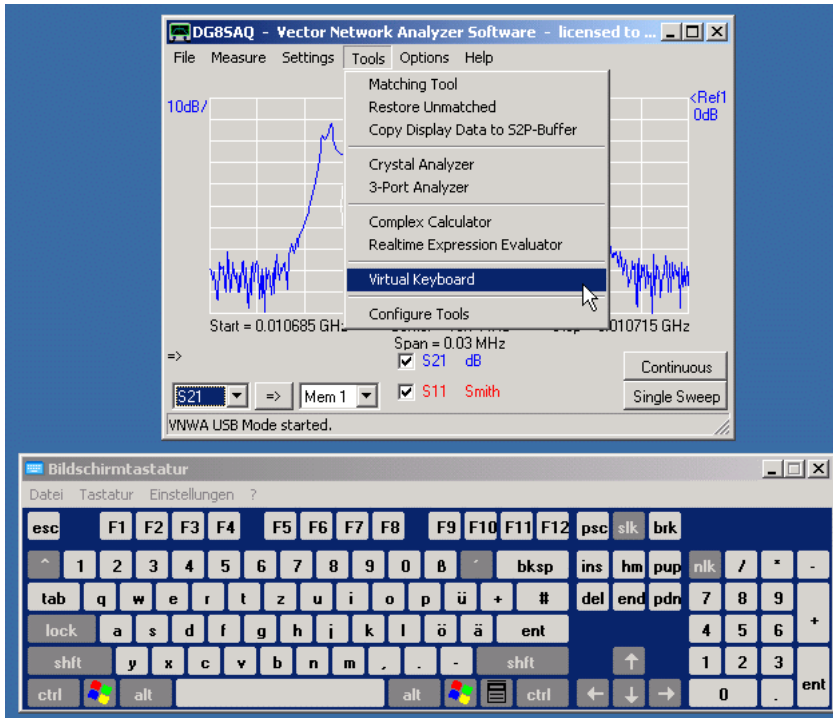 DG8SAQ - Vector Network Analyzer Software - licensed to ...
File Measure Settings Tools Options Help
Matching Tool
Restore Unmatched
Copy Display Data to S2P-Buffer
Crystal Analyzer
3-Port Analyzer
Complex Calculator
Realtime Expression Evaluator
Virtual Keyboard
Configure Tools
10dB/
<Ref1
0dB
Start = 0.010685 GHz
010715 GHz
Span = 0.03 MHz
=>
S21 dB
Continuous
S21 => Mem 1
S11 Smith
Single Sweep
VNWA USB Mode started.
Bildschirmtastatur
Datei Tastatur Einstellungen ?
esc F1 F2 F3 F4 F5 F6 F7 F8 F9 F10 F11 F12 psc slk brk
^ 1 2 3 4 5 6 7 8 9 0 ß ´ bksp ins hm pup nlk / * -
tab q w e r t z u i o p ü + # del end pdn 7 8 9 +
lock a s d f g h j k l ö ä ent 4 5 6
shft y x c v b n m , . - shft ↑ 1 2 3 ent
ctrl alt alt ctrl ← ↓ → 0 .